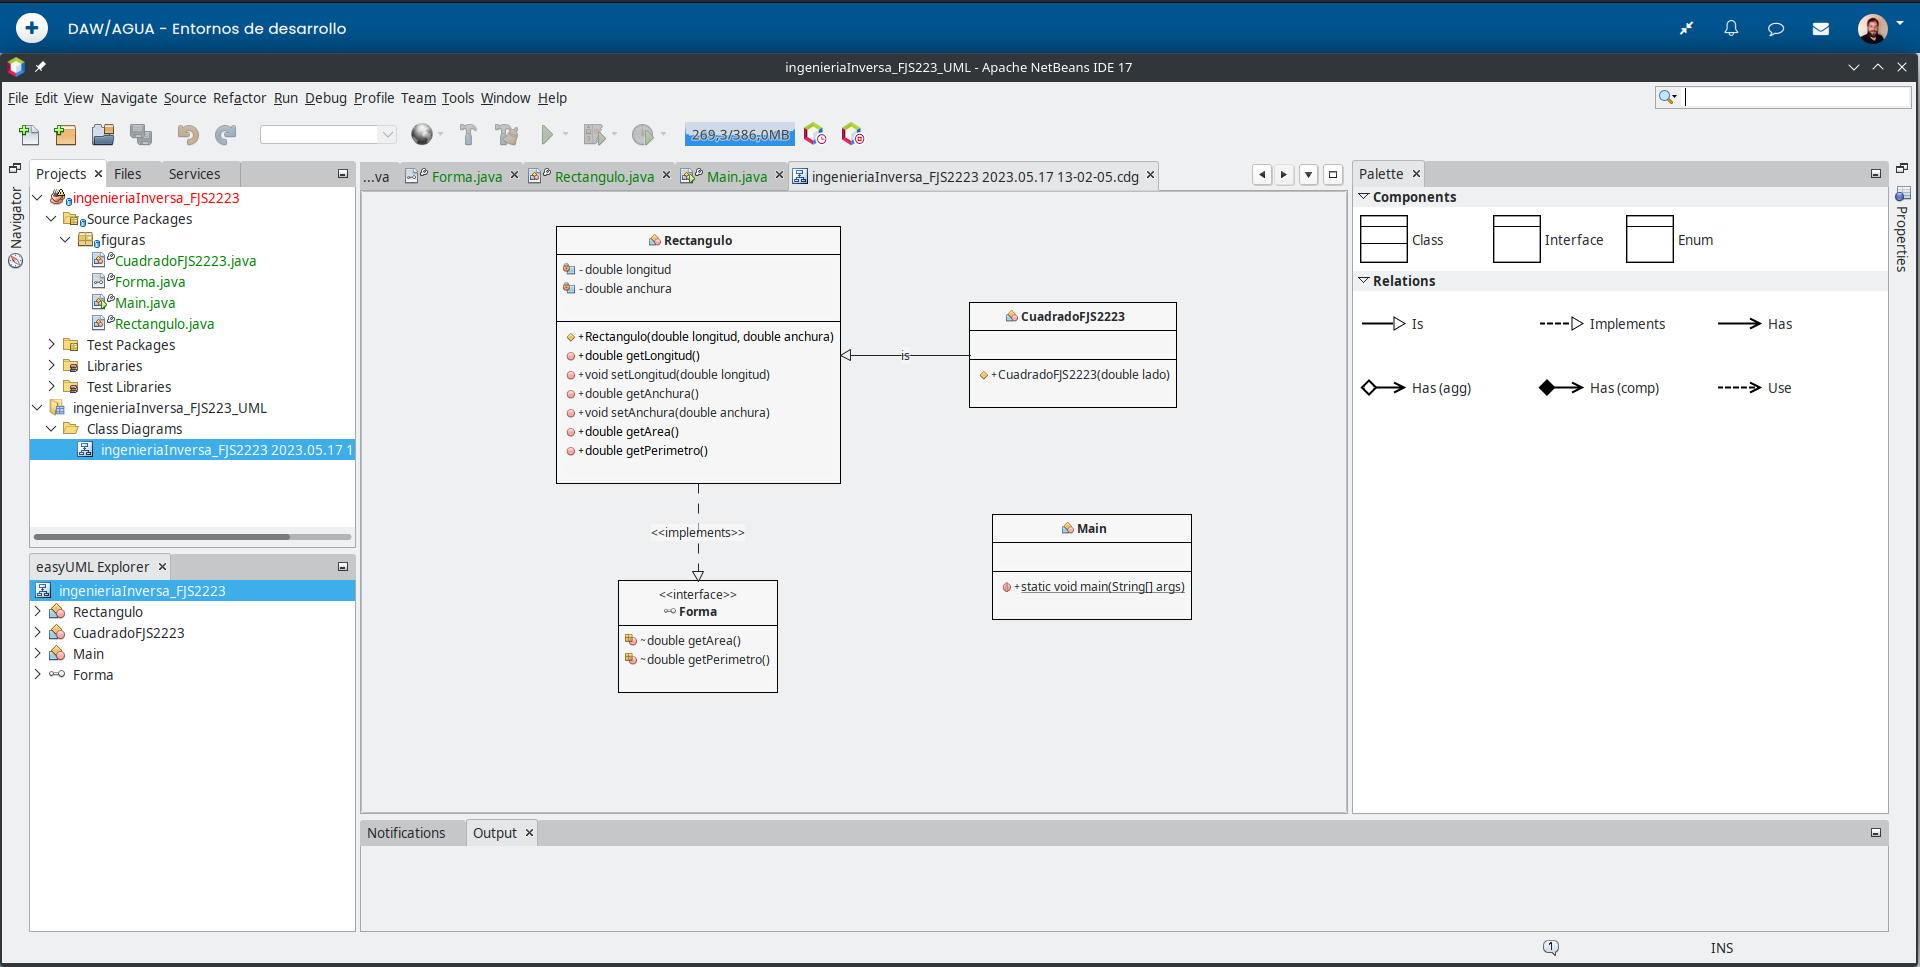 DAW/AGUA - Entornos de desarrollo
ingenieriaInversa_FJS223_UML - Apache NetBeans IDE 17
File Edit View Navigate Source Refactor Run Debug Profile Team Tools Window Help
269,3/386,0MB
Navigator
Projects Files Services
ingenieriaInversa_FJS2223
Source Packages
figuras
CuadradoFJS2223.java
Forma.java
Main.java
Rectangulo.java
Test Packages
Libraries
Test Libraries
ingenieriaInversa_FJS223_UML
Class Diagrams
ingenieriaInversa_FJS2223 2023.05.17 1
easyUML Explorer
ingenieriaInversa_FJS2223
Rectangulo
CuadradoFJS2223
Main
Forma
...va Forma.java Rectangulo.java Main.java ingenieriaInversa_FJS2223 2023.05.17 13-02-05.cdg
Rectangulo
- double longitud
- double anchura
+ Rectangulo(double longitud, double anchura)
+ double getLongitud()
+ void setLongitud(double longitud)
+ double getAnchura()
+ void setAnchura(double anchura)
+ double getArea()
+ double getPerimetro()
is
CuadradoFJS2223
+ CuadradoFJS2223(double lado)
<<implements>>
<<interface>>
Forma
~ double getArea()
~ double getPerimetro()
Main
+ static void main(String[] args)
Palette
Components
Class Interface Enum
Relations
Is Implements Has
Has (agg) Has (comp) Use
Properties
Notifications Output
1
INS